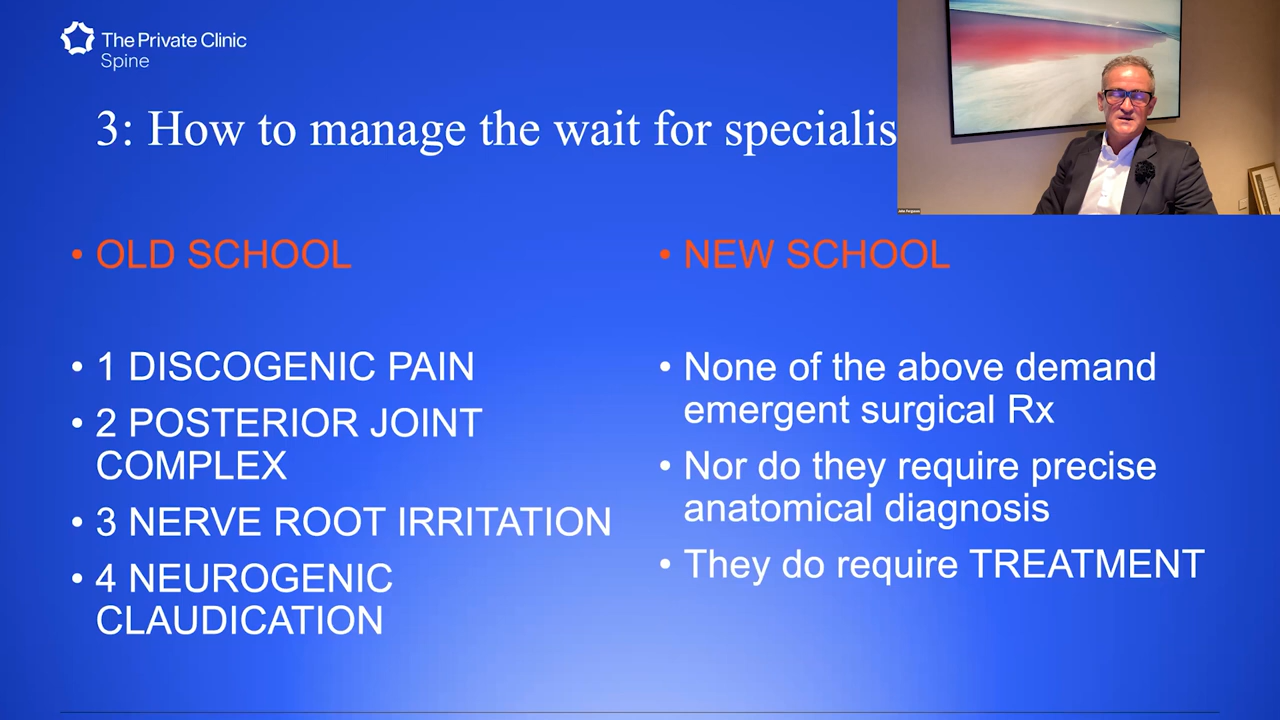 The Private Clinic
Spine
3: How to manage the wait for specialis
• OLD SCHOOL
• 1 DISCOGENIC PAIN
• 2 POSTERIOR JOINT
COMPLEX
• 3 NERVE ROOT IRRITATION
• 4 NEUROGENIC
CLAUDICATION
• NEW SCHOOL
• None of the above demand
emergent surgical Rx
• Nor do they require precise
anatomical diagnosis
• They do require TREATMENT